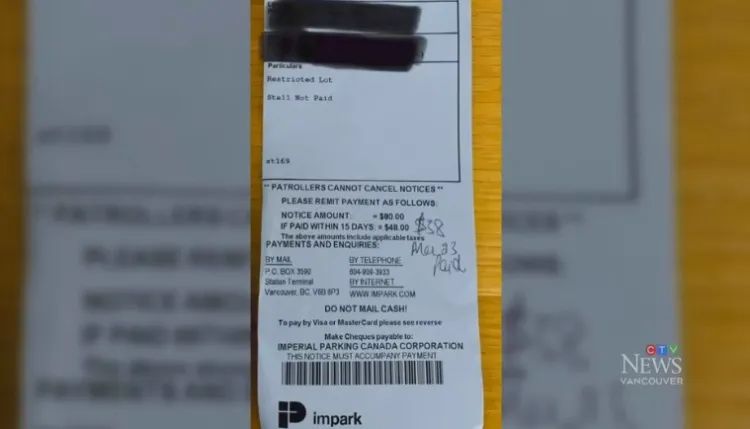 Particulars
Restricted Lot
Stall Not Paid
st169
** PATROLLERS CANNOT CANCEL NOTICES **
PLEASE REMIT PAYMENT AS FOLLOWS:
NOTICE AMOUNT: = $80.00
IF PAID WITHIN 15 DAYS: = $48.00 $38
The above amounts include applicable taxes
Mar 23
Paid
PAYMENTS AND ENQUIRIES:
BY MAIL BY TELEPHONE
P.O. BOX 3590 604-909-3933
Station Terminal BY INTERNET
Vancouver, BC, V6B 6P3 WWW.IMPARK.COM
DO NOT MAIL CASH!
To pay by Visa or MasterCard please see reverse
Make Cheques payable to:
IMPERIAL PARKING CANADA CORPORATION
THIS NOTICE MUST ACCOMPANY PAYMENT
impark
CTV
NEWS
VANCOUVER